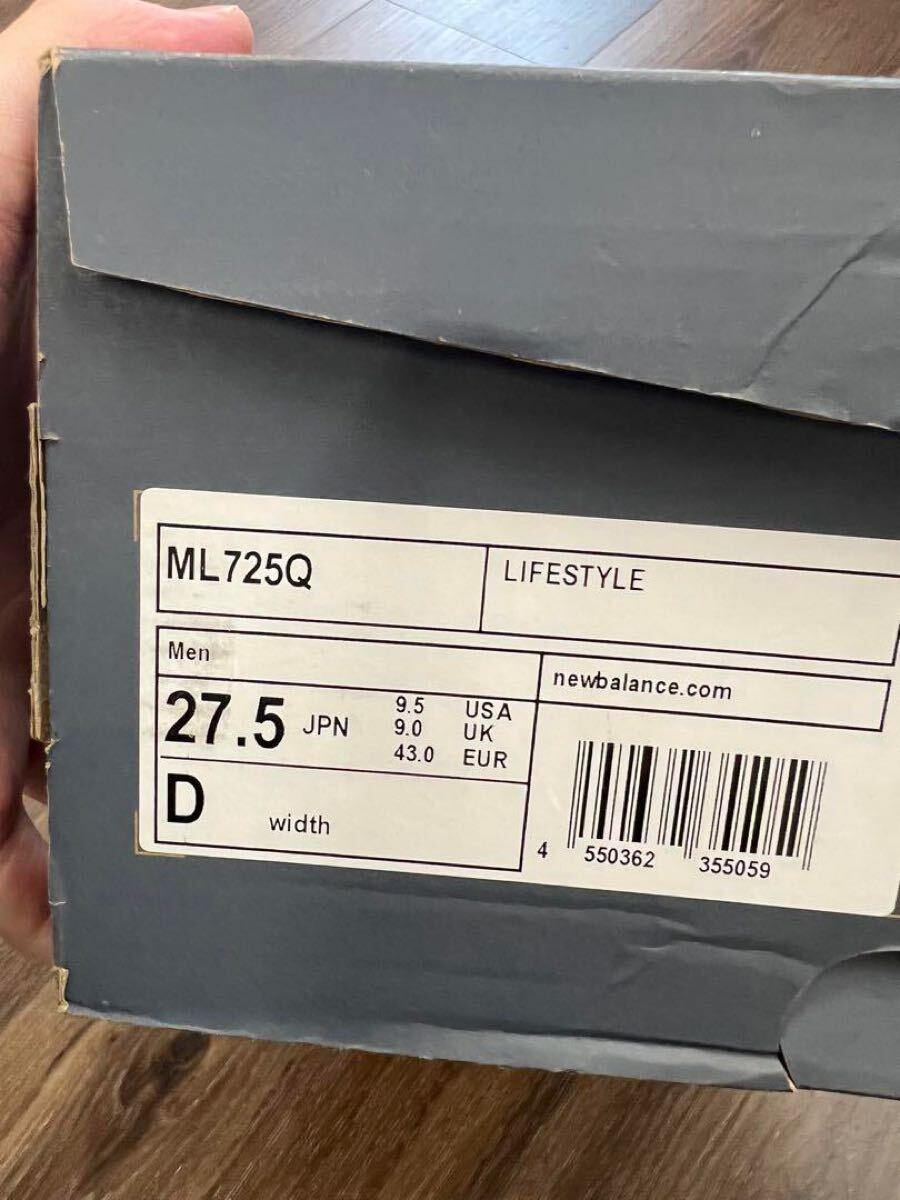 ML725Q
LIFESTYLE
Men
newbalance.com
27.5 JPN
9.5 USA
9.0 UK
43.0 EUR
D width
4 550362 355059